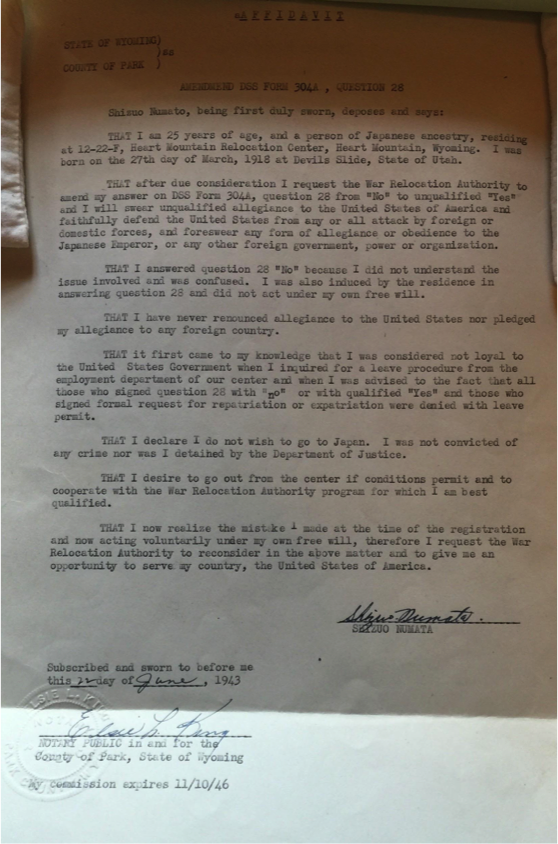 AFFIDAVIT
STATE OF WYOMING)
)ss
COUNTY OF PARK )
AMENDMEND DSS FORM 304A , QUESTION 28
Shizuo Numato, being first duly sworn, deposes and says:
THAT I am 25 years of age, and a person of Japanese ancestry, residing
at 12-22-F, Heart Mountain Relocation Center, Heart Mountain, Wyoming. I was
born on the 27th day of March, 1918 at Devils Slide, State of Utah.
THAT after due consideration I request the War Relocation Authority to
amend my answer on DSS Form 304A, question 28 from "No" to unqualified "Yes"
and I will swear unqualified allegiance to the United States of America and
faithfully defend the United States from any or all attack by foreign or
domestic forces, and foreswear any form of allegiance or obedience to the
Japanese Emperor, or any other foreign government, power or organization.
THAT I answered question 28 "No" because I did not understand the
issue involved and was confused. I was also induced by the residence in
answering question 28 and did not act under my own free will.
THAT I have never renounced allegiance to the United States nor pledged
my allegiance to any foreign country.
THAT it first came to my knowledge that I was considered not loyal to
the United States Government when I inquired for a leave procedure from the
employment department of our center and when I was advised to the fact that all
those who signed question 28 with "no" or with qualified "Yes" and those who
signed formal request for repatriation or expatriation were denied with leave
permit.
THAT I declare I do not wish to go to Japan. I was not convicted of
any crime nor was I detained by the Department of Justice.
THAT I desire to go out from the center if conditions permit and to
cooperate with the War Relocation Authority program for which I am best
qualified.
THAT I now realize the mistake I made at the time of the registration
and now acting voluntarily under my own free will, therefore I request the War
Relocation Authority to reconsider in the above matter and to give me an
opportunity to serve my country, the United States of America.
Shizuo Numata.
SHIZUO NUMATA
Subscribed and sworn to before me
this 22 day of June, 1943
Elsie L. King
NOTARY PUBLIC in and for the
County of Park, State of Wyoming
My commission expires 11/10/46